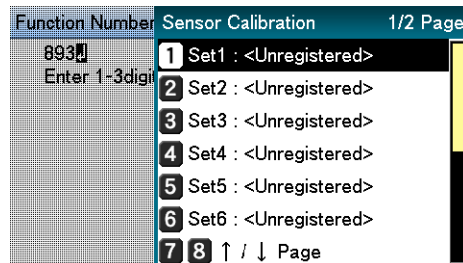 Function Number
893
Enter 1-3digi
Sensor Calibration 1/2 Page
1 Set1 : <Unregistered>
2 Set2 : <Unregistered>
3 Set3 : <Unregistered>
4 Set4 : <Unregistered>
5 Set5 : <Unregistered>
6 Set6 : <Unregistered>
7 8 ↑ / ↓ Page